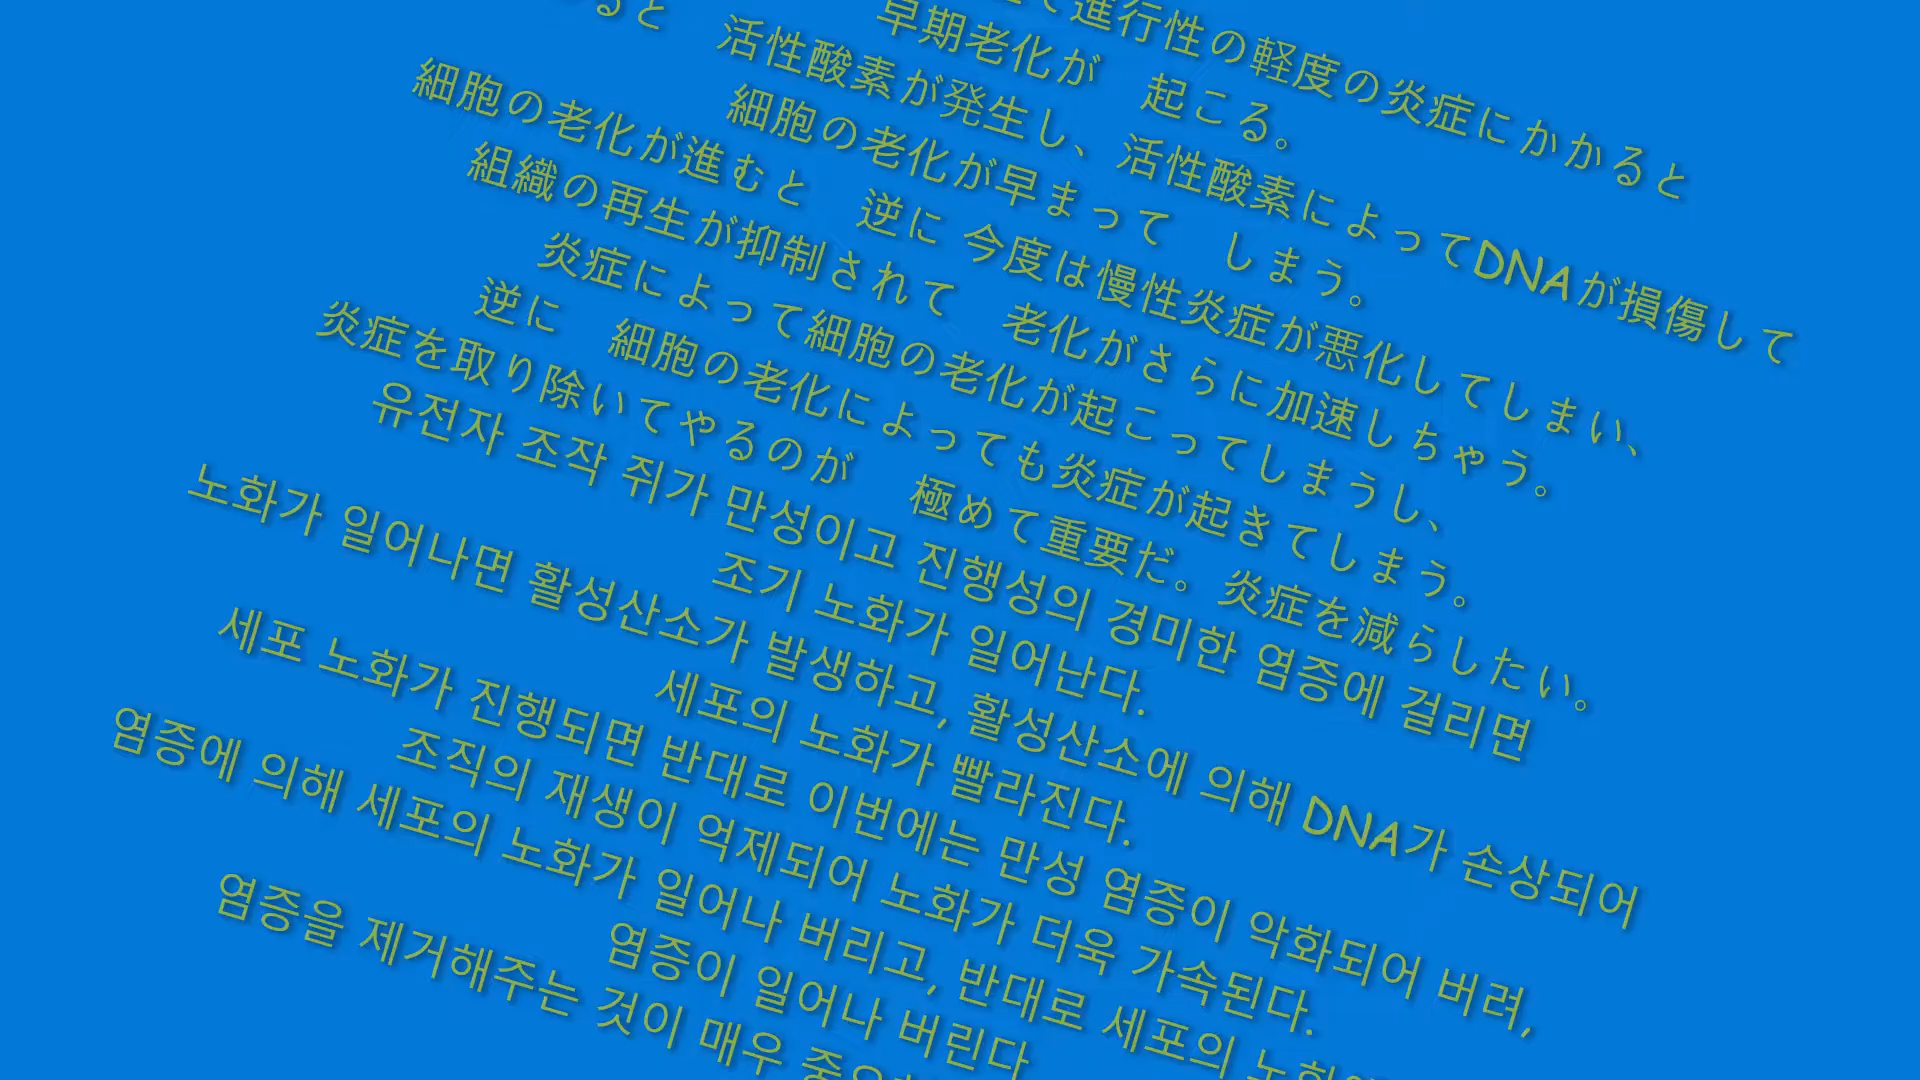 進行性の軽度の炎症にかかると
早期老化が　起こる。
ると　活性酸素が発生し、活性酸素によってDNAが損傷して
細胞の老化が早まって　しまう。
細胞の老化が進むと　逆に 今度は慢性炎症が悪化してしまい、
組織の再生が抑制されて　老化がさらに加速しちゃう。
炎症によって細胞の老化が起こってしまうし、
逆に　細胞の老化によっても炎症が起きてしまう。
炎症を取り除いてやるのが　極めて重要だ。炎症を減らしたい。
유전자 조작 쥐가 만성이고 진행성의 경미한 염증에 걸리면
조기 노화가 일어난다.
노화가 일어나면 활성산소가 발생하고, 활성산소에 의해 DNA가 손상되어
세포의 노화가 빨라진다.
세포 노화가 진행되면 반대로 이번에는 만성 염증이 악화되어 버려,
조직의 재생이 억제되어 노화가 더욱 가속된다.
염증에 의해 세포의 노화가 일어나 버리고, 반대로 세포의
염증이 일어나 버린다
염증을 제거해주는 것이 매우